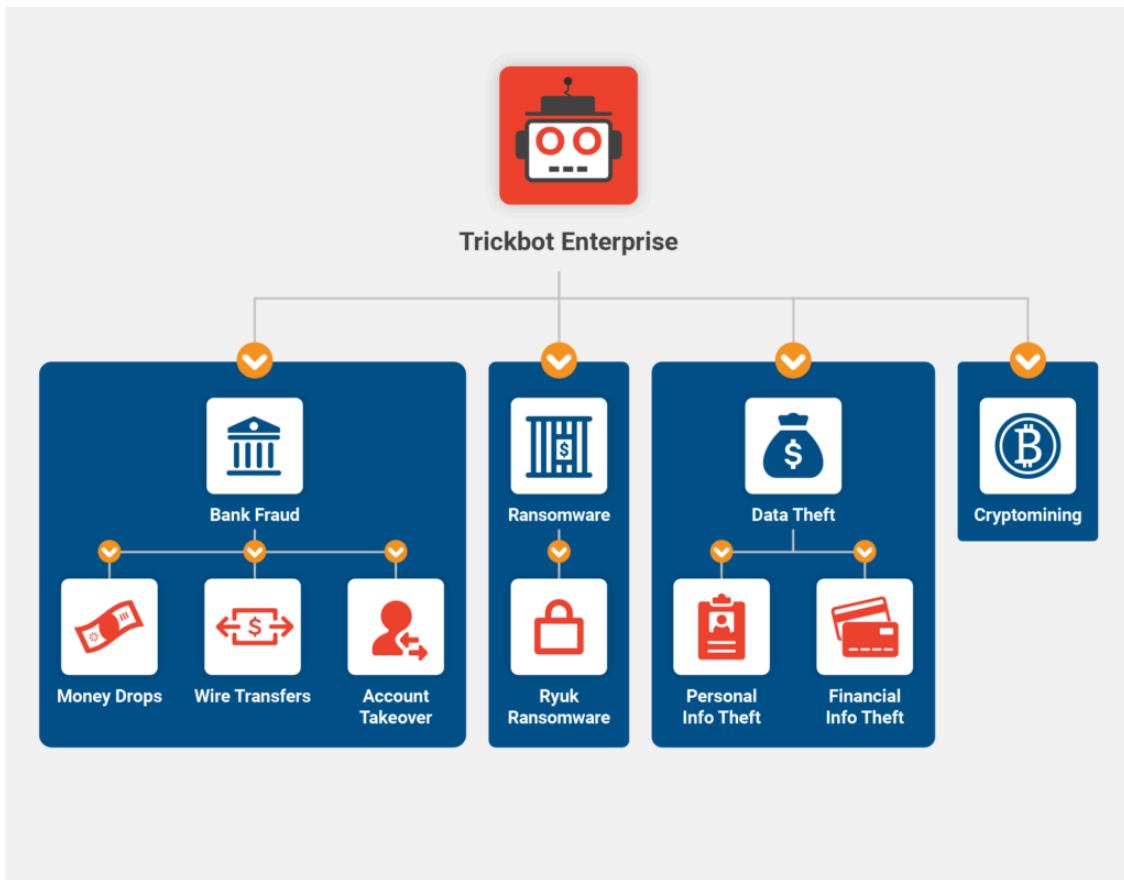 Trickbot Enterprise
Bank Fraud
Ransomware
Data Theft
Cryptomining
Money Drops
Wire Transfers
Account
Takeover
Ryuk
Ransomware
Personal
Info Theft
Financial
Info Theft